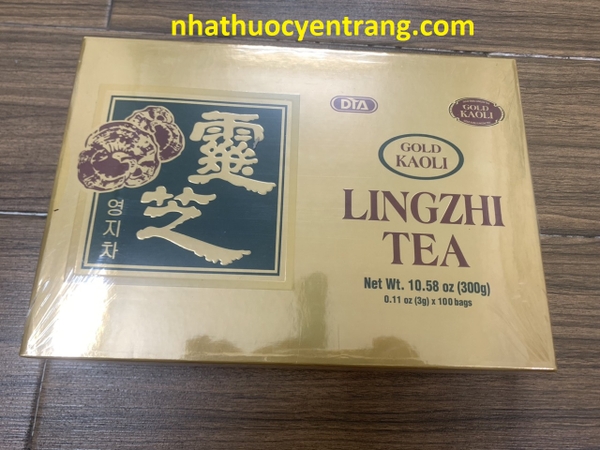 nhathuocyentrang.com
靈芝
영지차
DTA
GOLD
KAOLI
GOLD
KAOLI
LINGZHI
TEA
Net Wt. 10.58 oz (300g)
0.11 oz (3g) x 100 bags